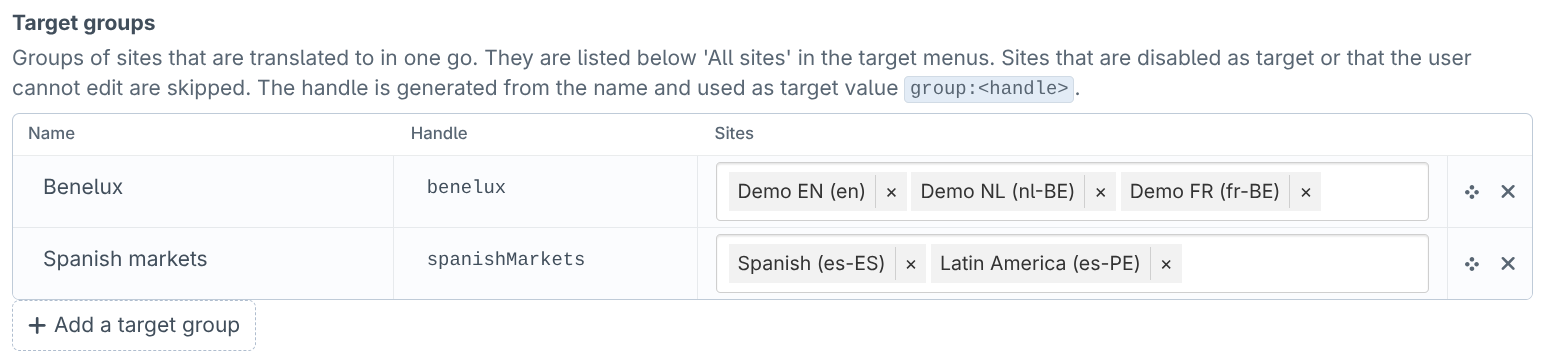 Target groups
Groups of sites that are translated to in one go. They are listed below 'All sites' in the target menus. Sites that are disabled as target or that the user
cannot edit are skipped. The handle is generated from the name and used as target value group:<handle>.
Name Handle Sites
Benelux benelux Demo EN (en) × Demo NL (nl-BE) × Demo FR (fr-BE) ×
Spanish markets spanishMarkets Spanish (es-ES) × Latin America (es-PE) ×
+ Add a target group